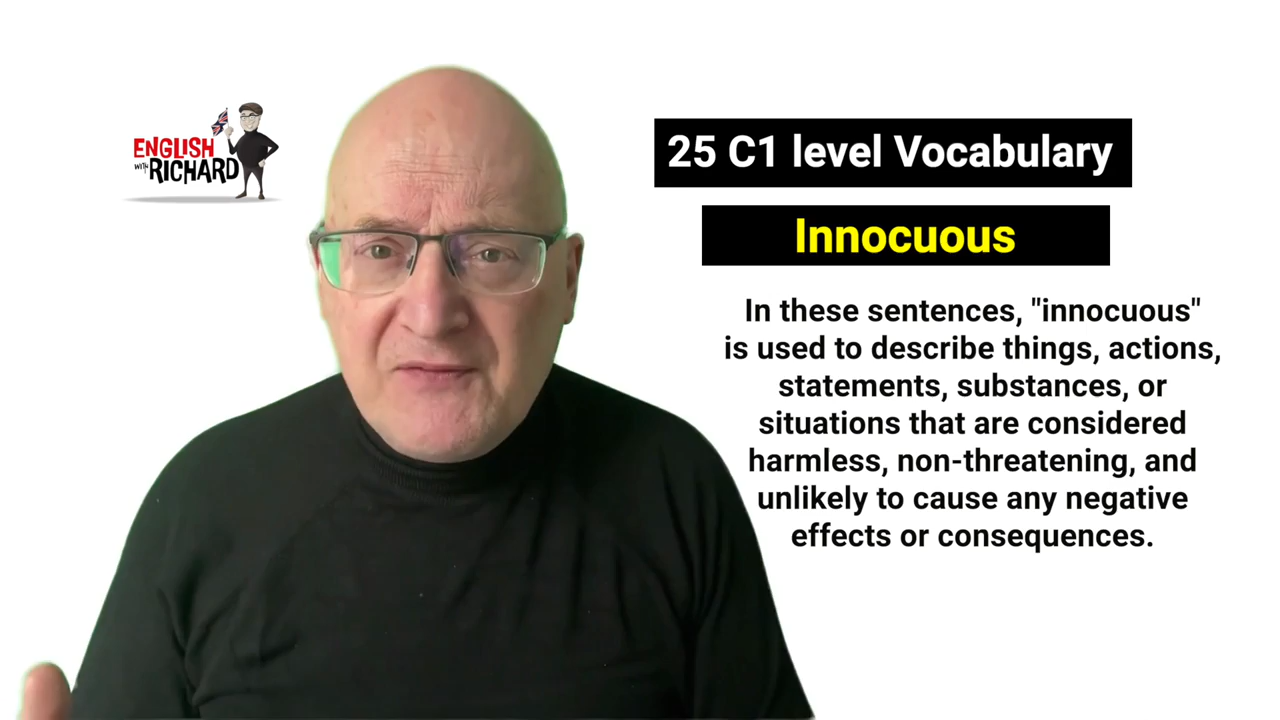 ENGLISH
WITH RICHARD
25 C1 level Vocabulary
Innocuous
In these sentences, "innocuous"
is used to describe things, actions,
statements, substances, or
situations that are considered
harmless, non-threatening, and
unlikely to cause any negative
effects or consequences.